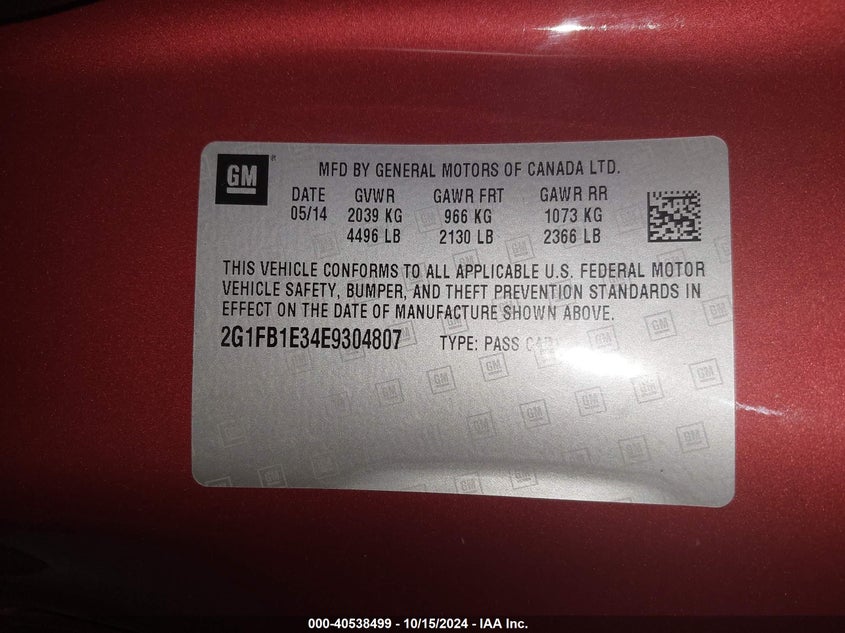 GM
MFD BY GENERAL MOTORS OF CANADA LTD.
DATE GVWR GAWR FRT GAWR RR
05/14 2039 KG 966 KG 1073 KG
4496 LB 2130 LB 2366 LB
THIS VEHICLE CONFORMS TO ALL APPLICABLE U.S. FEDERAL MOTOR
VEHICLE SAFETY, BUMPER, AND THEFT PREVENTION STANDARDS IN
EFFECT ON THE DATE OF MANUFACTURE SHOWN ABOVE.
2G1FB1E34E9304807 TYPE: PASS CAR
000-40538499 - 10/15/2024 - IAA Inc.